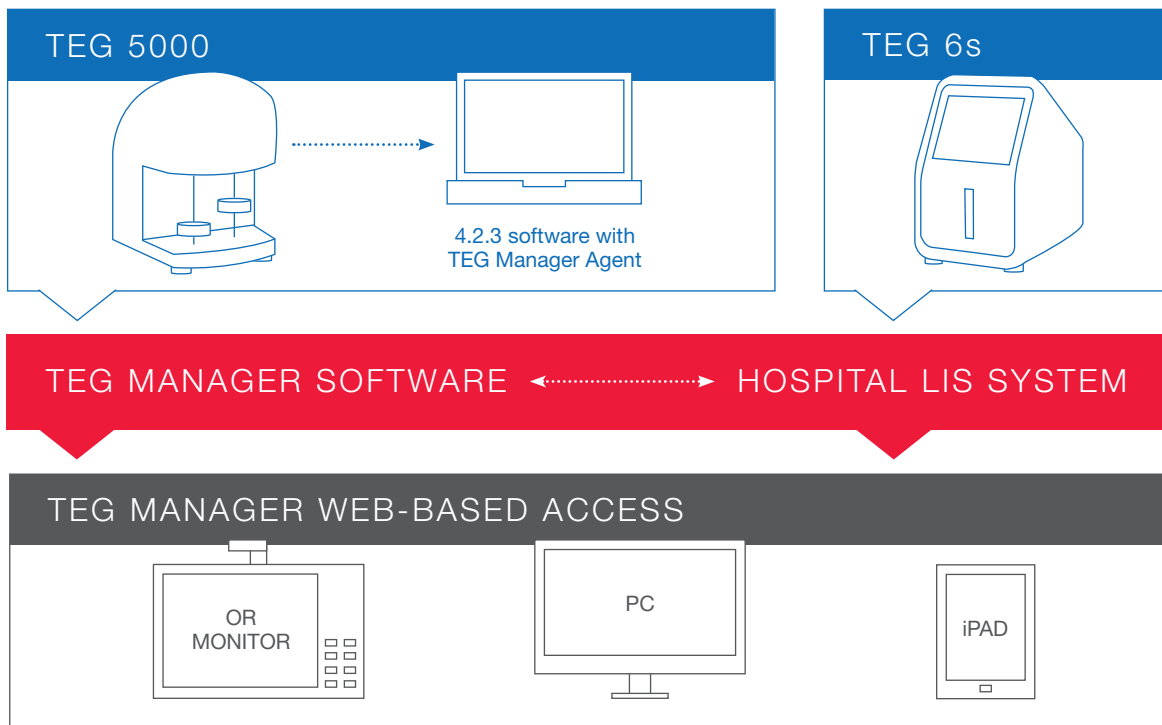 TEG 5000
TEG 6s
4.2.3 software with
TEG Manager Agent
TEG MANAGER SOFTWARE
HOSPITAL LIS SYSTEM
TEG MANAGER WEB-BASED ACCESS
OR
MONITOR
PC
iPAD